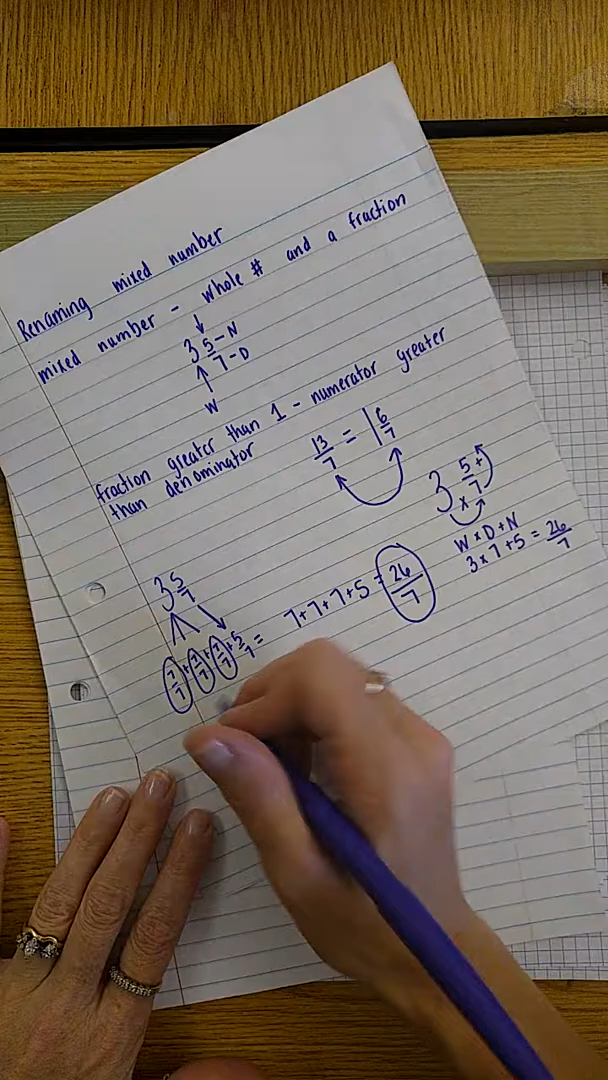 Renaming mixed number
mixed number - whole # and a fraction
3 5/7 -N -D
W
fraction greater than 1 - numerator greater
than denominator
13/7 = 1 6/7
3 5/7 + ×
W × D + N
3 × 7 + 5 = 26/7
3 5/7
7/7 + 7/7 + 7/7 + 5/7 =
7+7+7+5 = 26/7